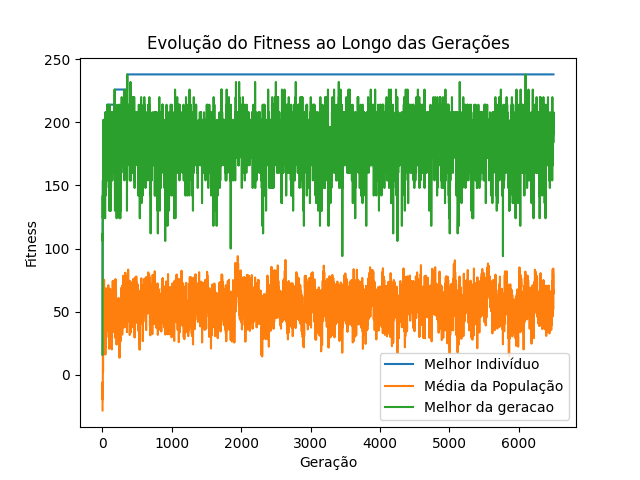 Evolução do Fitness ao Longo das Gerações
250
200
150
100
50
0
Fitness
0 1000 2000 3000 4000 5000 6000
Geração
Melhor Indivíduo
Média da População
Melhor da geracao